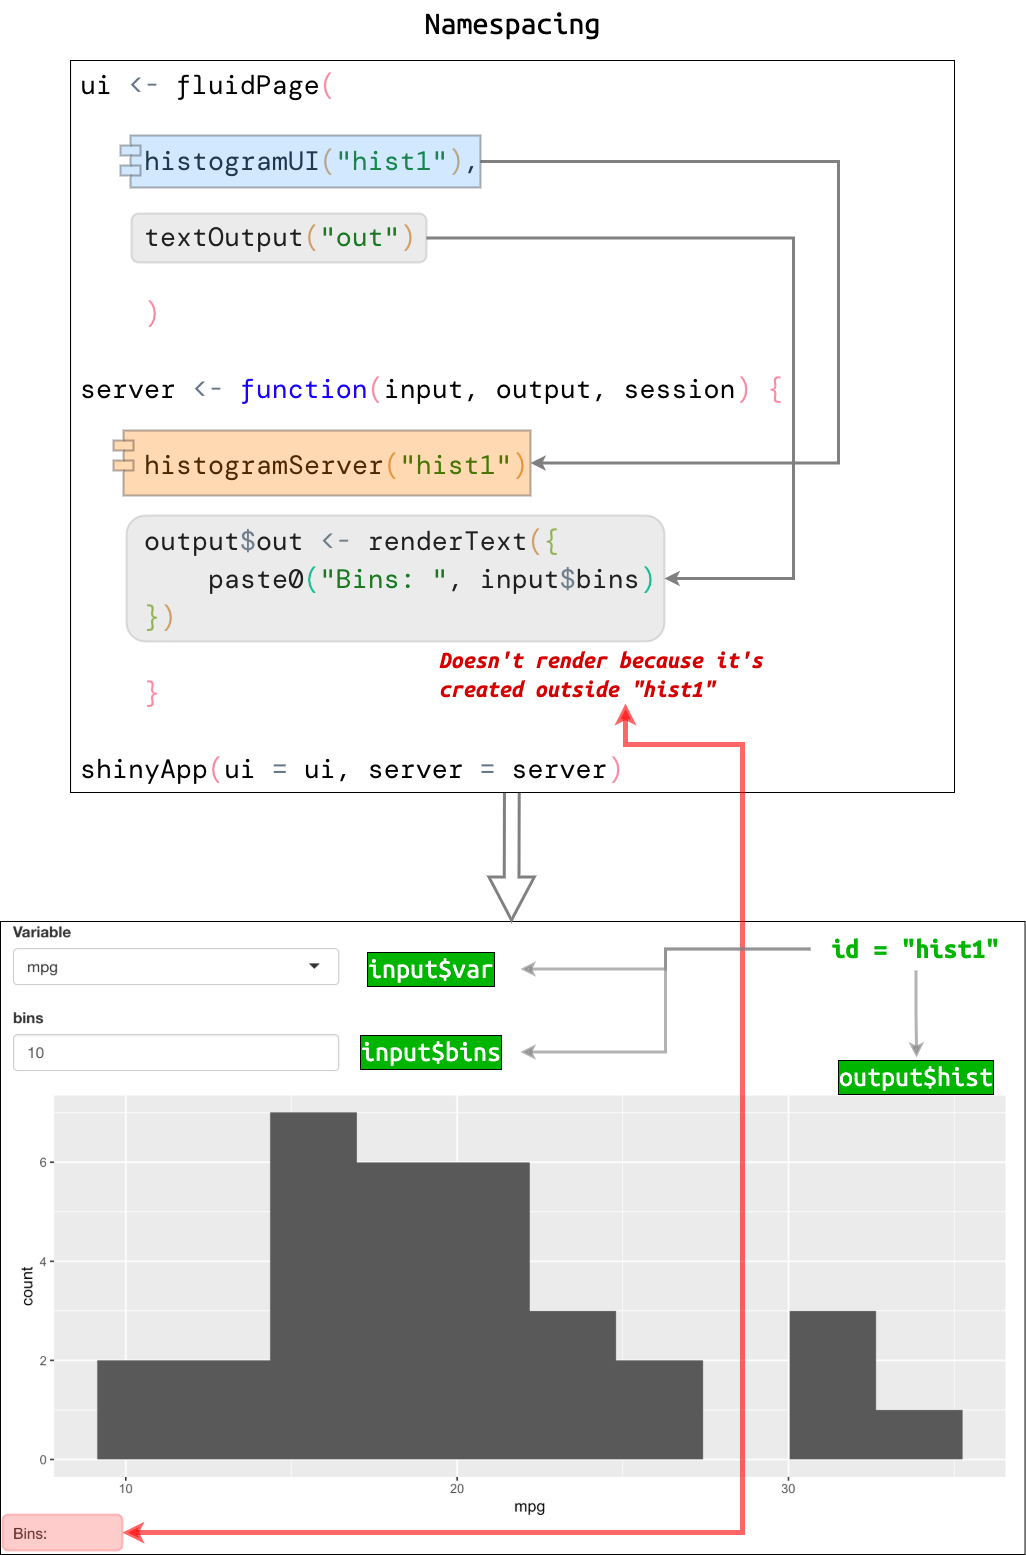 Namespacing
ui <- fluidPage(
histogramUI("hist1"),
textOutput("out")
)
server <- function(input, output, session) {
histogramServer("hist1")
output$out <- renderText({
paste0("Bins: ", input$bins)
})
Doesn't render because it's
created outside "hist1"
}
shinyApp(ui = ui, server = server)
Variable
mpg
input$var
id = "hist1"
bins
10
input$bins
output$hist
6
4
2
0
count
10
20
30
mpg
Bins: